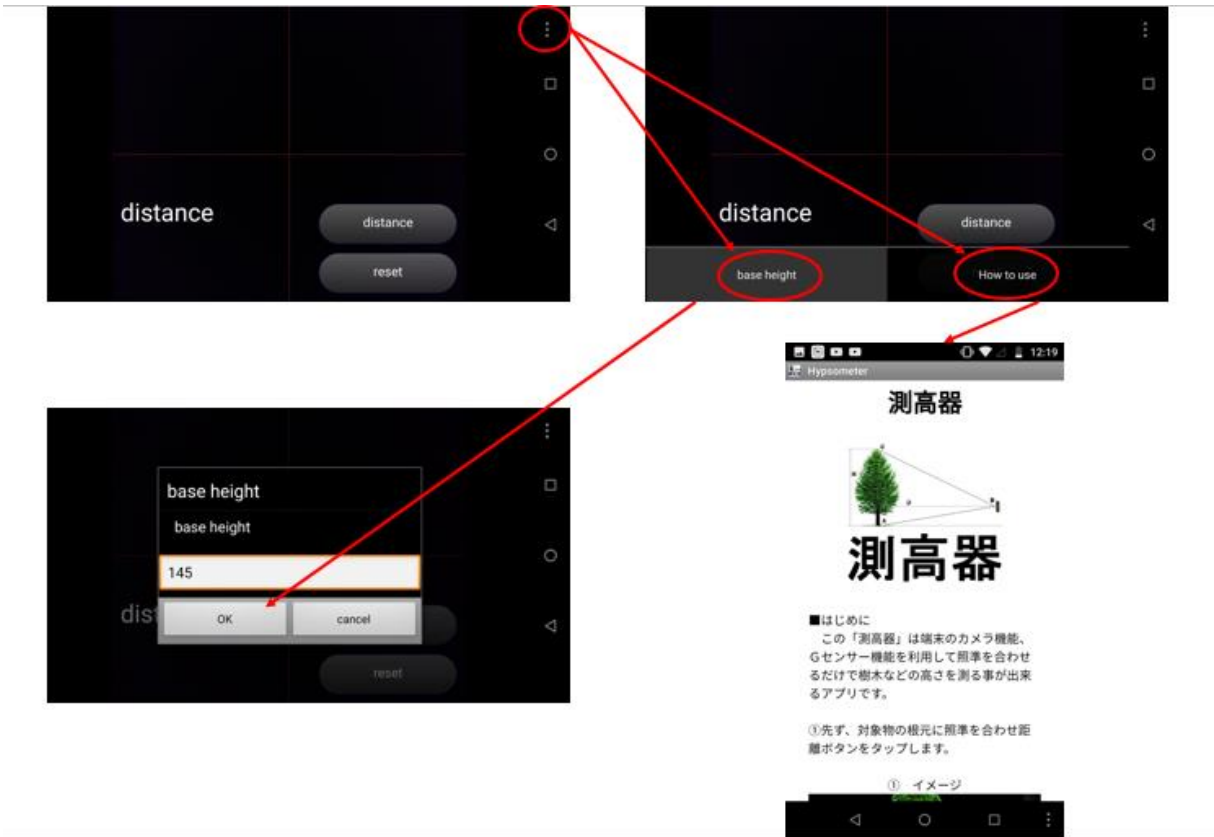 distance
distance
reset
distance
distance
base height
How to use
base height
base height
145
OK
cancel
reset
12:19
Hypsometer
測高器
測高器
■はじめに
この「測高器」は端末のカメラ機能、
Gセンサー機能を利用して照準を合わせ
るだけで樹木などの高さを測る事が出来
るアプリです。
①先ず、対象物の根元に照準を合わせ距
離ボタンをタップします。
① イメージ